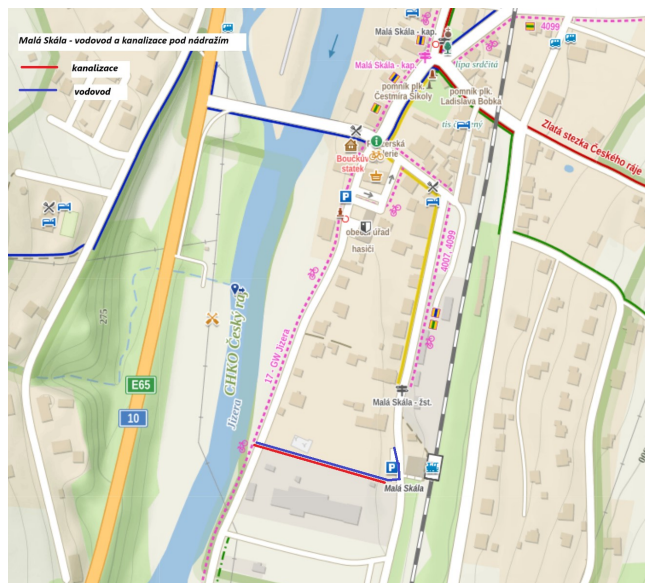 Malá Skála - vodovod a kanalizace pod nádražím
kanalizace
vodovod
4099
Malá Skála - kap.
Malá Skála - kap.
lípa srdčitá
pomník plk.
Čestmíra Šikoly
pomník plk.
Ladislava Bobka
Zlatá stezka Českého ráje
Boučkův
statek
obecní úřad
hasiči
4007, 4099
275
CHKO Český ráj
17 - GW Jizera
Jizera
E65
10
Malá Skála - žst.
P
P
Malá Skála